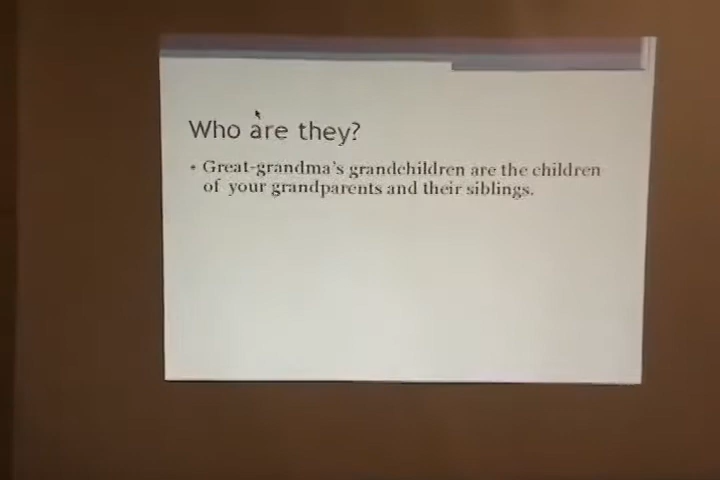 Who are they?
• Great-grandma's grandchildren are the children
of your grandparents and their siblings.